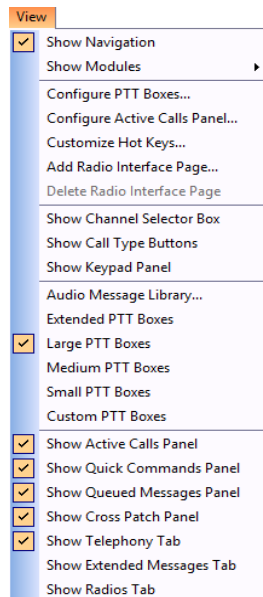 View
Show Navigation
Show Modules
Configure PTT Boxes...
Configure Active Calls Panel...
Customize Hot Keys...
Add Radio Interface Page...
Delete Radio Interface Page
Show Channel Selector Box
Show Call Type Buttons
Show Keypad Panel
Audio Message Library...
Extended PTT Boxes
Large PTT Boxes
Medium PTT Boxes
Small PTT Boxes
Custom PTT Boxes
Show Active Calls Panel
Show Quick Commands Panel
Show Queued Messages Panel
Show Cross Patch Panel
Show Telephony Tab
Show Extended Messages Tab
Show Radios Tab